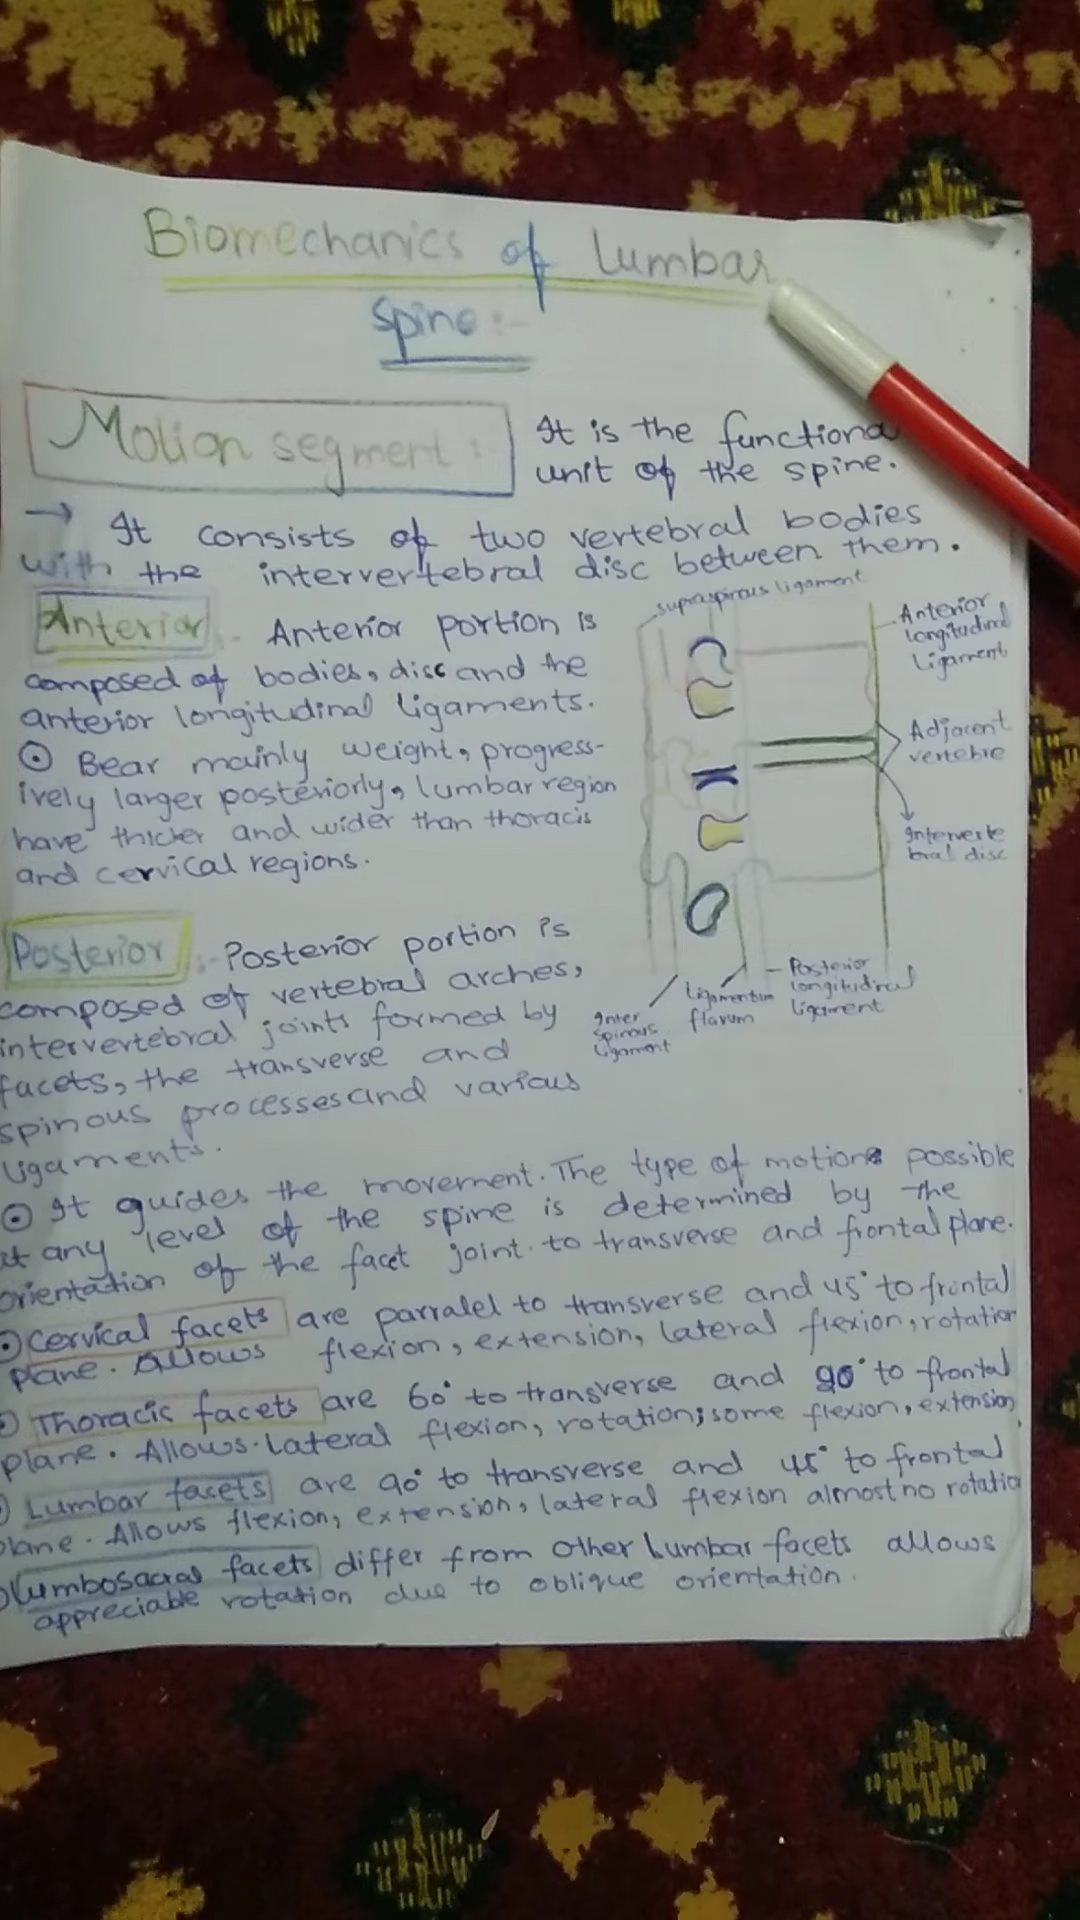 Biomechanics of lumbar
spine:-
Motion segment:-
It is the functiona
unit of the spine.
→ It consists of two vertebral bodies
with the intervertebral disc between them.
Anterior :- Anterior portion is
composed of bodies, disc and the
anterior longitudinal ligaments.
⊙ Bear mainly weight, progress-
ively larger posteriorly, lumbar region
have thicker and wider than thoracis
and cervical regions.
supraspinous ligament
Anterior
longitudinal
Ligament
Adjacent
vertebre
Interverte
bral disc
Posterior
longitudinal
ligament
Ligamentum
flavum
Inter
spinous
Ligament
Posterior :- Posterior portion is
composed of vertebral arches,
intervertebral joints formed by
facets, the transverse and
spinous processes and various
ligaments.
⊙ It guides the movement. The type of motion possible
at any level of the spine is determined by the
orientation of the facet joint to transverse and frontal plane.
⊙ Cervical facets are parralel to transverse and 45° to frontal
plane. Allows flexion, extension, lateral flexion, rotation
⊙ Thoracic facets are 60° to transverse and 90° to frontal
plane. Allows lateral flexion, rotation, some flexion, extension,
Lumbar facets are 90° to transverse and 45° to frontal
plane. Allows flexion, extension, lateral flexion almost no rotatio
Lumbosacral facets differ from other lumbar facets allows
appreciable rotation due to oblique orientation.